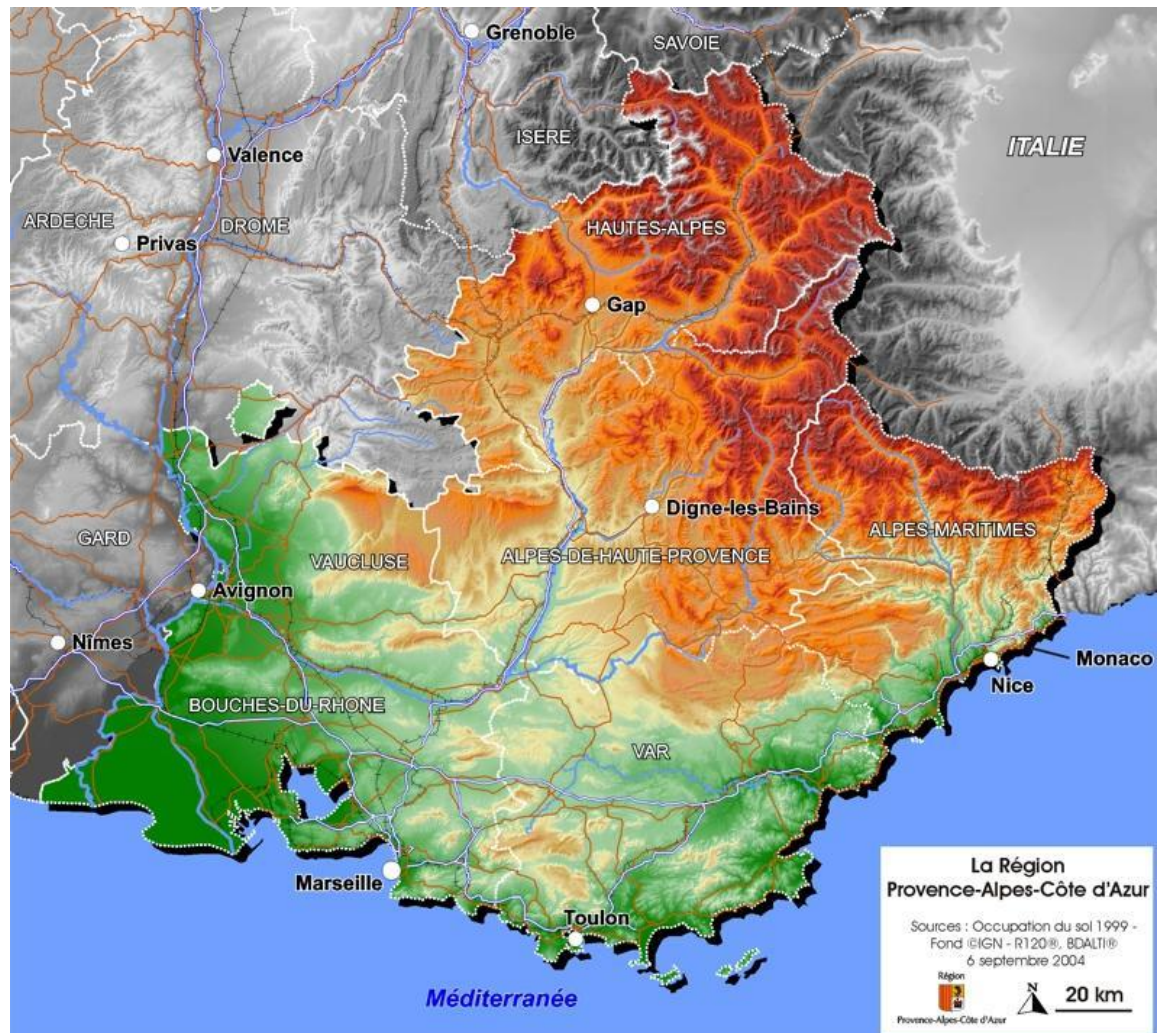 Grenoble
SAVOIE
ISERE
ITALIE
Valence
ARDECHE
DROME
Privas
HAUTES-ALPES
Gap
Digne-les-Bains
GARD
ALPES-MARITIMES
VAUCLUSE
ALPES-DE-HAUTE-PROVENCE
Avignon
Nîmes
Monaco
Nice
BOUCHES-DU-RHONE
VAR
Marseille
Toulon
Méditerranée
La Région
Provence-Alpes-Côte d'Azur
Sources : Occupation du sol 1999 -
Fond ©IGN - R120®, BDALTI®
6 septembre 2004
Région
Provence-Alpes-Côte d'Azur
N
20 km